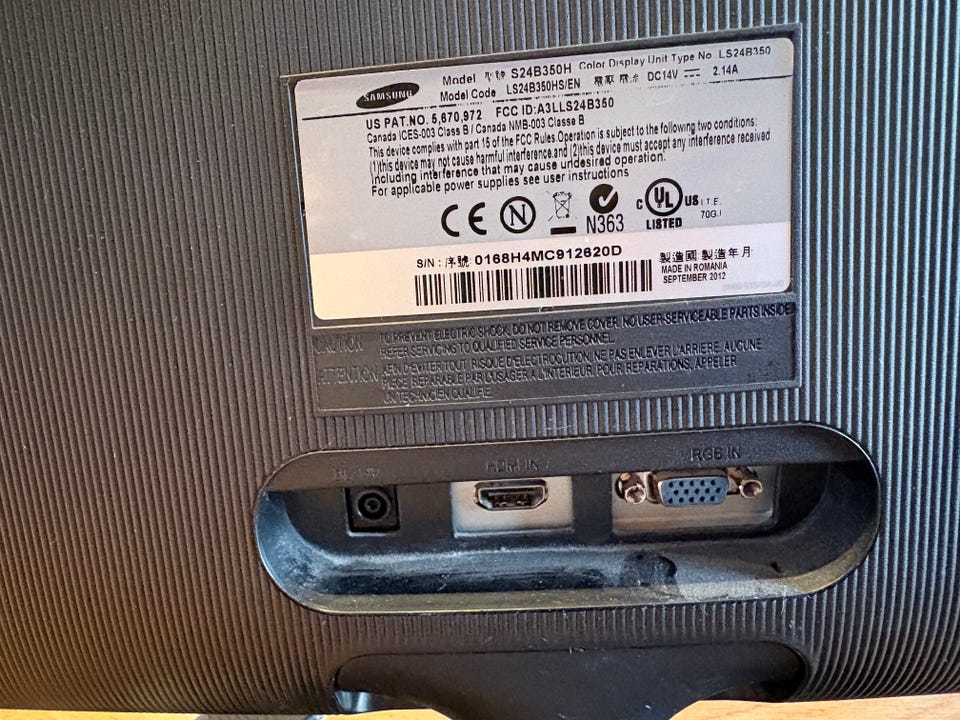 SAMSUNG
Model 型號 S24B350H Color Display Unit Type No LS24B350
Model Code LS24B350HS/EN 電壓 電流 DC14V 2.14A
US PAT.NO. 5,670,972 FCC ID:A3LLS24B350
Canada ICES-003 Class B / Canada NMB-003 Classe B
This device complies with part 15 of the FCC Rules.Operation is subject to the following two conditions:
(1)this device may not cause harmful interference.and (2)this device must accept any interference received
including interference that may cause undesired operation.
For applicable power supplies see user instructions
CE N N363 C UL US LISTED I.T.E. 70G.I
S/N : 序號: 0168H4MC912620D 製造國 製造年月
MADE IN ROMANIA
SEPTEMBER 2012
CAUTION TO PREVENT ELECTRIC SHOCK, DO NOT REMOVE COVER. NO USER-SERVICEABLE PARTS INSIDE
REFER SERVICING TO QUALIFIED SERVICE PERSONNEL.
ATTENTION AFIN D'EVITER TOUT RISQUE D'ELECTROCUTION, NE PAS ENLEVER L'ARRIERE, AUCUNE
PIECE REPARABLE PAR L'USAGER A L'INTERIEUR, POUR REPARATIONS, APPELER
UN TECHNICIEN QUALIFIE.
HDMI IN RGB IN